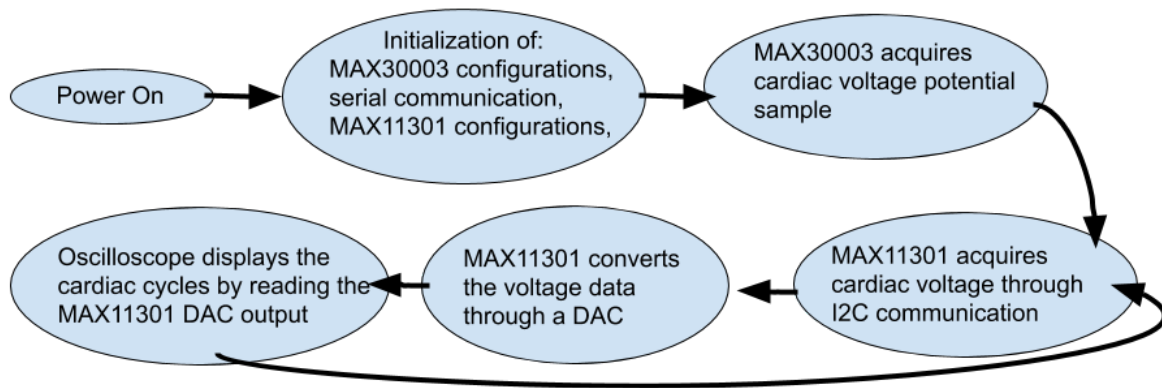 Power On
Initialization of:
MAX30003 configurations,
serial communication,
MAX11301 configurations,
MAX30003 acquires
cardiac voltage potential
sample
MAX11301 acquires
cardiac voltage through
I2C communication
MAX11301 converts
the voltage data
through a DAC
Oscilloscope displays the
cardiac cycles by reading the
MAX11301 DAC output